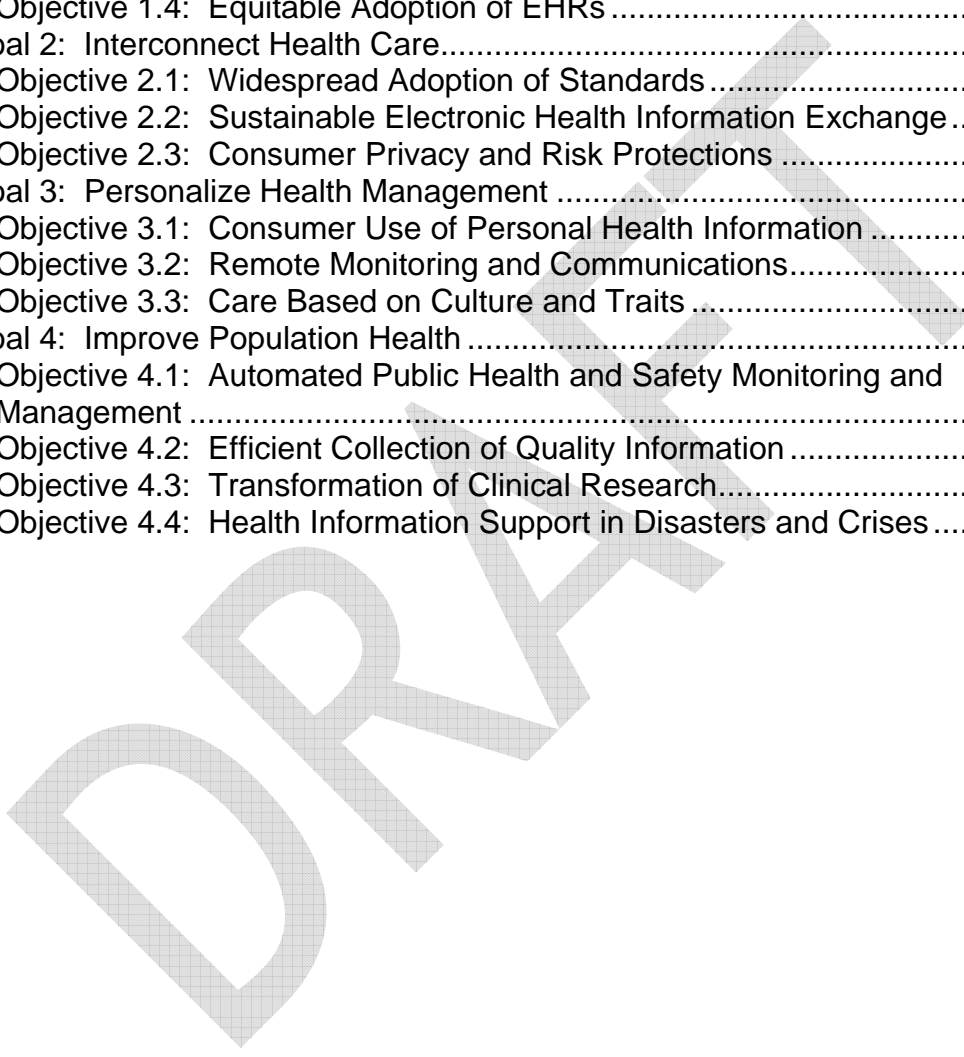 Objective 1.4:  Equitable Adoption of EHRs ..........................................
oal 2:  Interconnect Health Care............................................................
Objective 2.1:  Widespread Adoption of Standards ..............................
Objective 2.2:  Sustainable Electronic Health Information Exchange ..
Objective 2.3:  Consumer Privacy and Risk Protections ......................
oal 3:  Personalize Health Management ...............................................
Objective 3.1:  Consumer Use of Personal Health Information ...........
Objective 3.2:  Remote Monitoring and Communications.....................
Objective 3.3:  Care Based on Culture and Traits ................................
oal 4:  Improve Population Health .........................................................
Objective 4.1:  Automated Public Health and Safety Monitoring and
Management ..........................................................................................
Objective 4.2:  Efficient Collection of Quality Information .....................
Objective 4.3:  Transformation of Clinical Research.............................
Objective 4.4:  Health Information Support in Disasters and Crises ....
DRAFT